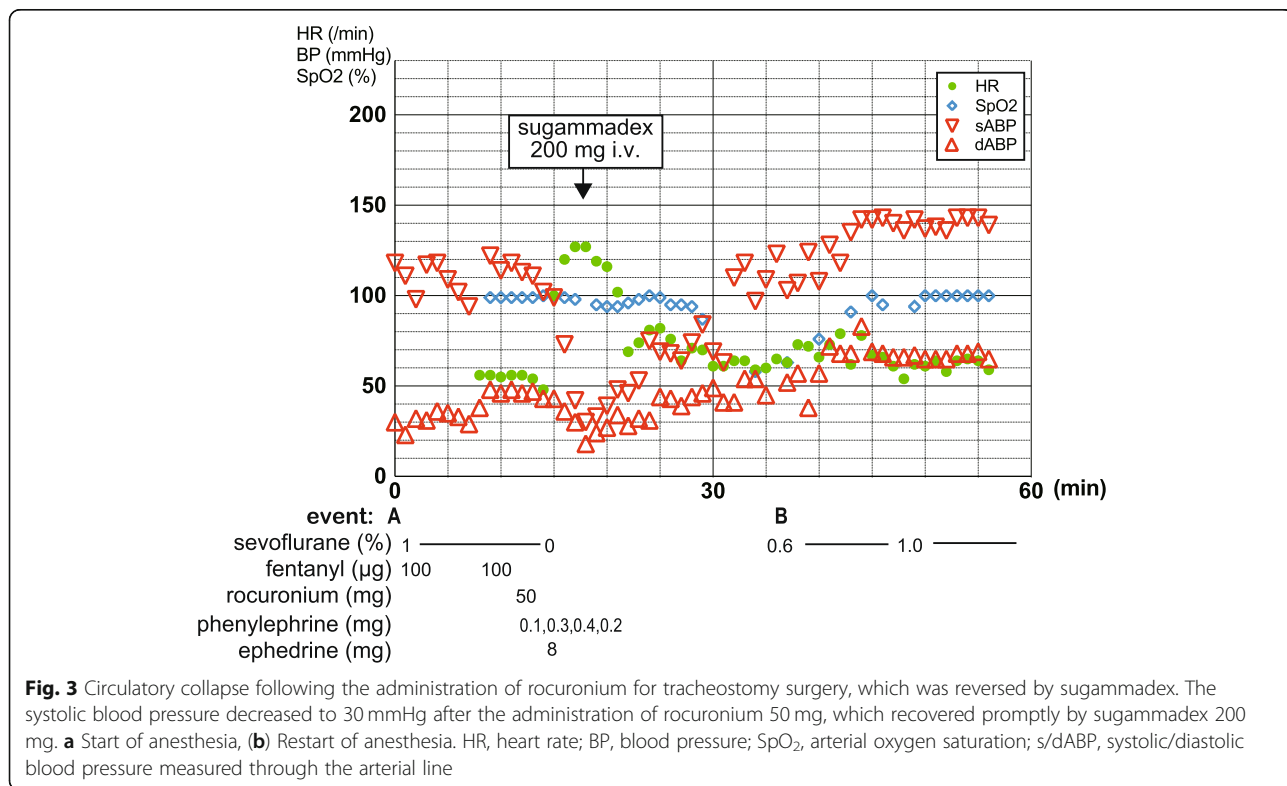 HR (/min)
BP (mmHg)
SpO2 (%)
200
150
100
50
0
sugammadex
200 mg i.v.
HR
SpO2
sABP
dABP
0 30 60 (min)
event: A B
sevoflurane (%) 1 0 0.6 1.0
fentanyl (µg) 100 100
rocuronium (mg) 50
phenylephrine (mg) 0.1,0.3,0.4,0.2
ephedrine (mg) 8
Fig. 3 Circulatory collapse following the administration of rocuronium for tracheostomy surgery, which was reversed by sugammadex. The
systolic blood pressure decreased to 30 mmHg after the administration of rocuronium 50 mg, which recovered promptly by sugammadex 200
mg. a Start of anesthesia, (b) Restart of anesthesia. HR, heart rate; BP, blood pressure; SpO₂, arterial oxygen saturation; s/dABP, systolic/diastolic
blood pressure measured through the arterial line